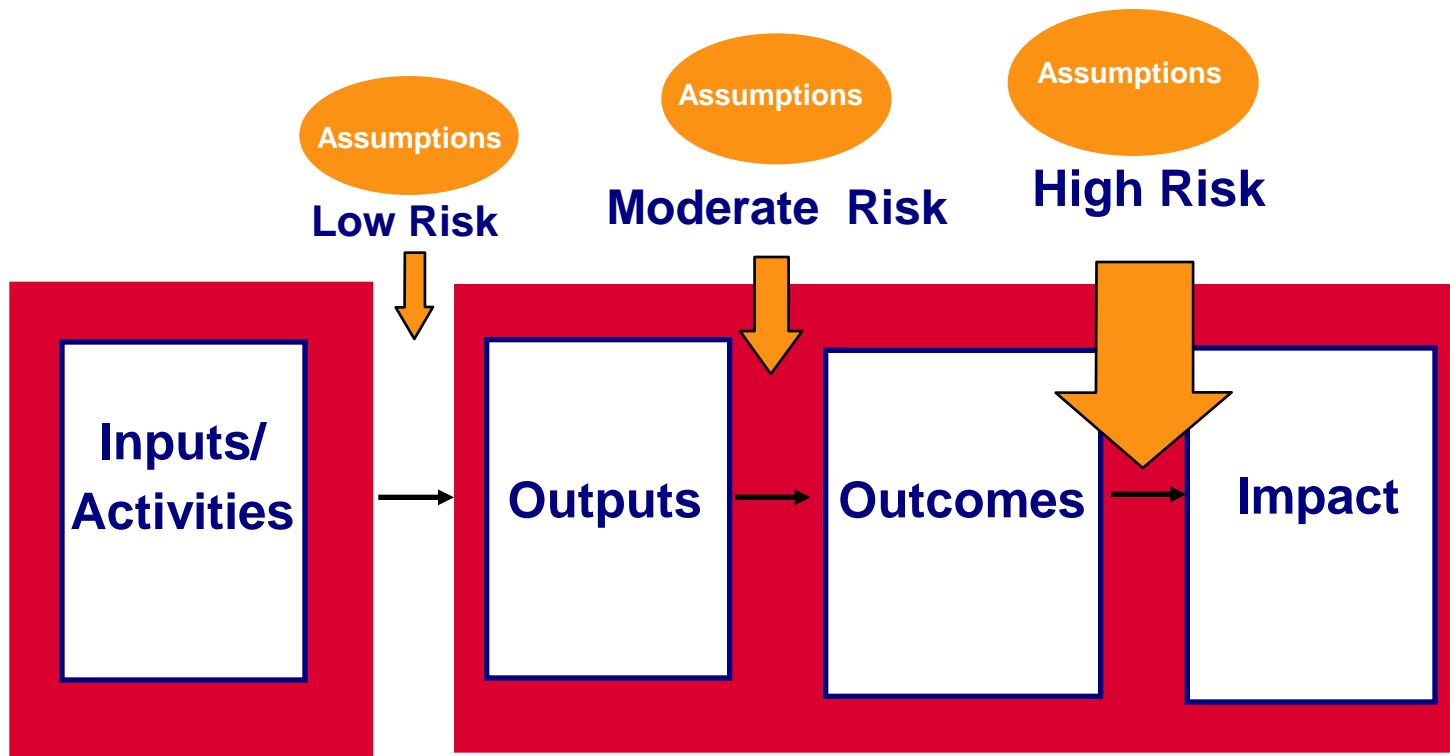 Assumptions
Low Risk
Assumptions
Moderate Risk
Assumptions
High Risk
Inputs/
Activities
Outputs
Outcomes
Impact